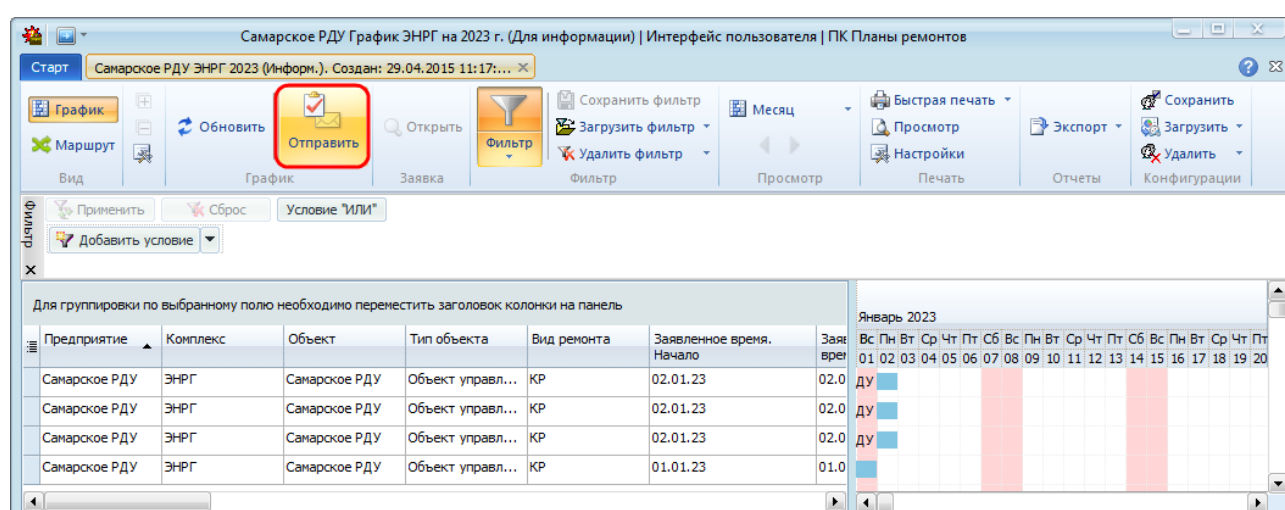 Самарское РДУ График ЭНРГ на 2023 г. (Для информации) | Интерфейс пользователя | ПК Планы ремонтов
Старт Самарское РДУ ЭНРГ 2023 (Информ.). Создан: 29.04.2015 11:17:...
График Обновить Отправить Открыть Фильтр Сохранить фильтр Месяц Быстрая печать Сохранить
Маршрут Загрузить фильтр Просмотр Экспорт Загрузить
Удалить фильтр Настройки Удалить
Вид График Заявка Фильтр Просмотр Печать Отчеты Конфигурации
Фильтр
Применить Сброс Условие "ИЛИ"
Добавить условие
Для группировки по выбранному полю необходимо переместить заголовок колонки на панель
Январь 2023
Предприятие Комплекс Объект Тип объекта Вид ремонта Заявленное время. Заяв Вс Пн Вт Ср Чт Пт Сб Вс Пн Вт Ср Чт Пт Сб Вс Пн Вт Ср Чт Пт
Начало врем 01 02 03 04 05 06 07 08 09 10 11 12 13 14 15 16 17 18 19 20
Самарское РДУ ЭНРГ Самарское РДУ Объект управл... КР 02.01.23 02.0 ДУ
Самарское РДУ ЭНРГ Самарское РДУ Объект управл... КР 02.01.23 02.0 ДУ
Самарское РДУ ЭНРГ Самарское РДУ Объект управл... КР 02.01.23 02.0 ДУ
Самарское РДУ ЭНРГ Самарское РДУ Объект управл... КР 01.01.23 01.0